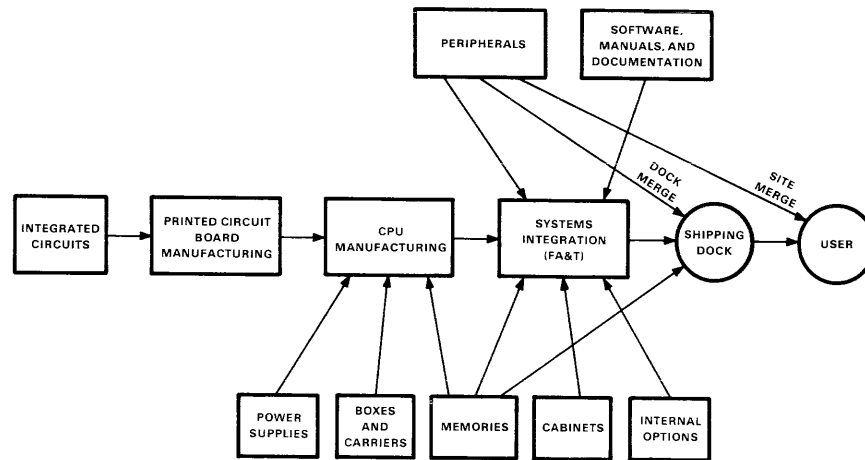 PERIPHERALS
SOFTWARE,
MANUALS, AND
DOCUMENTATION
DOCK
MERGE
SITE
MERGE
INTEGRATED
CIRCUITS
PRINTED CIRCUIT
BOARD
MANUFACTURING
CPU
MANUFACTURING
SYSTEMS
INTEGRATION
(FA&T)
SHIPPING
DOCK
USER
POWER
SUPPLIES
BOXES
AND
CARRIERS
MEMORIES
CABINETS
INTERNAL
OPTIONS